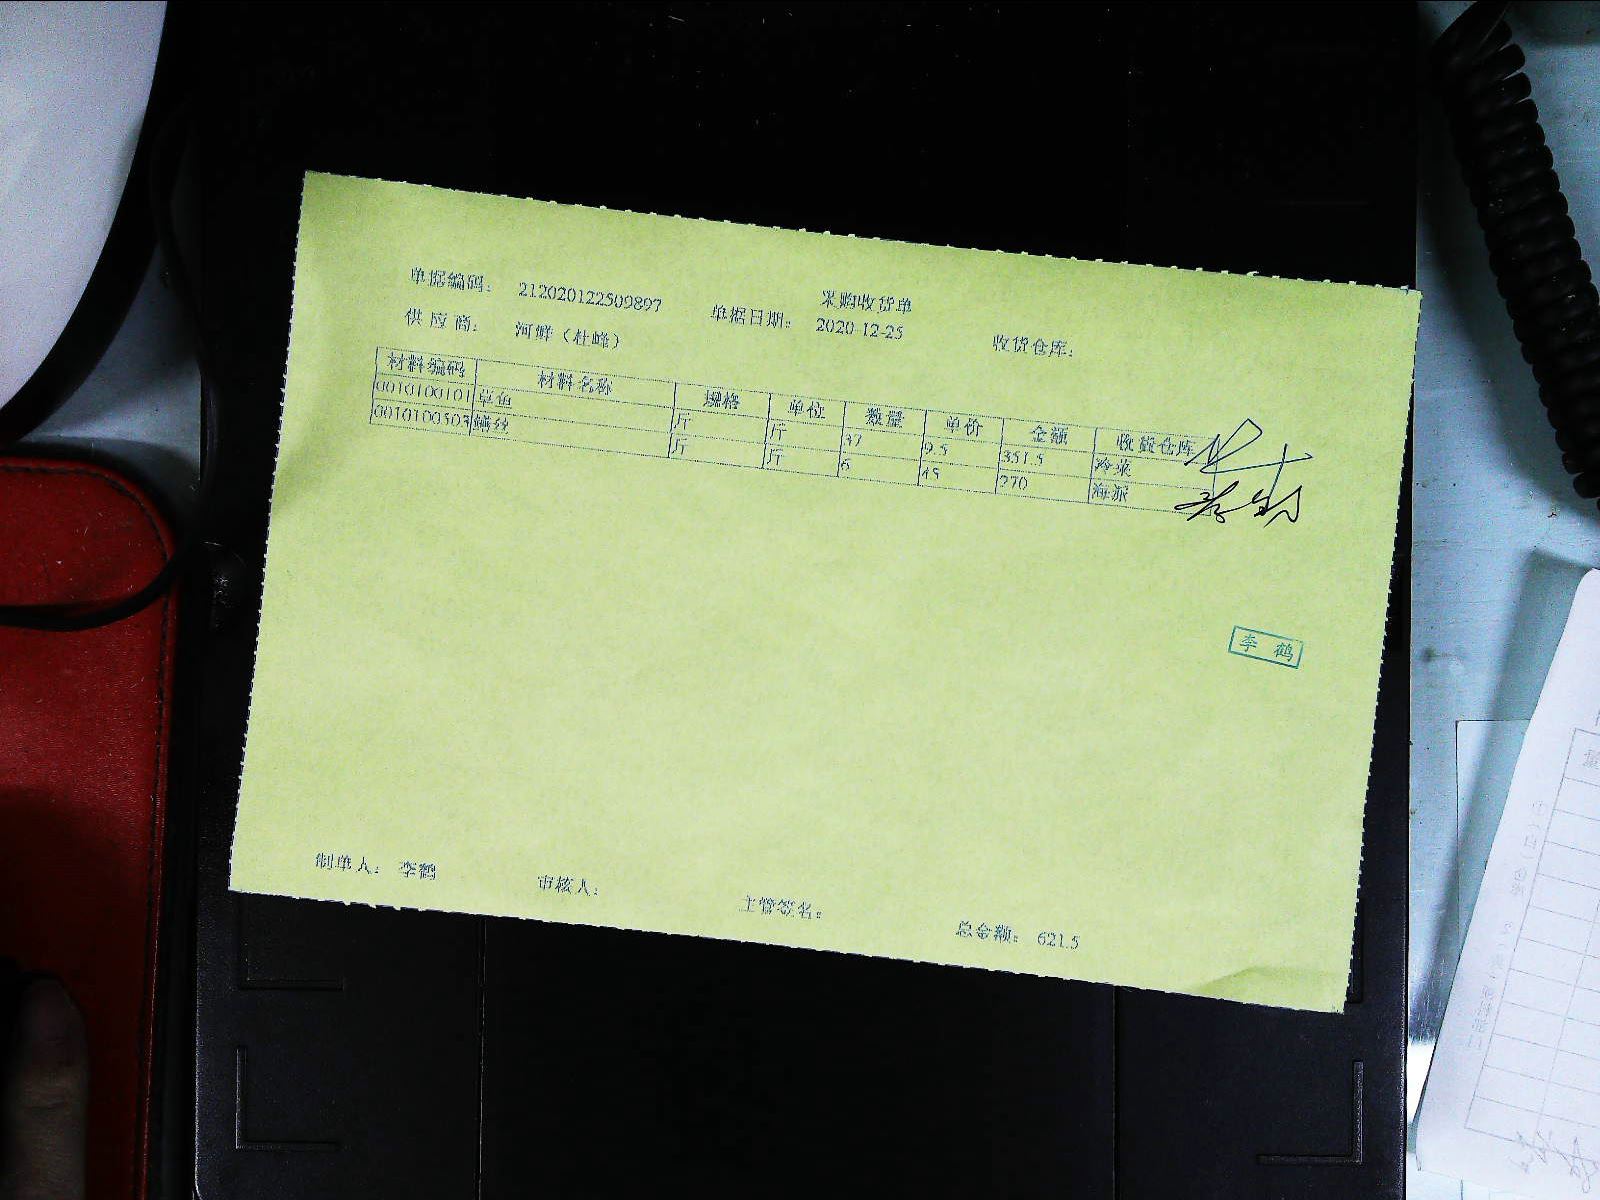 采购收货单
单据编码： 212020122509897 单据日期： 2020-12-25 收货仓库：
供应商： 河鲜（杜峰）
材料编码 材料名称 规格 单位 数量 单价 金额 收货仓库
0010100101 草鱼 斤 斤 37 9.5 351.5 冷菜
0010100503 鳝丝 斤 斤 6 45 270 海派
李鹤
制单人： 李鹤 审核人： 主管签名： 总金额： 621.5